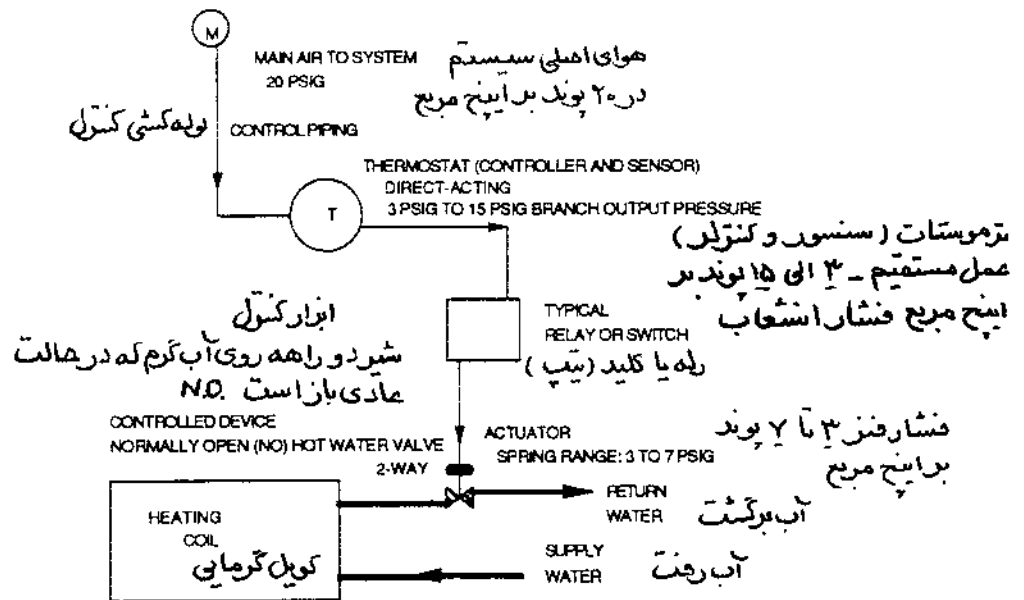 M
MAIN AIR TO SYSTEM
20 PSIG
هوای اصلی سیستم
در ۲۰ پوند بر اینچ مربع
لوله کشی کنترل
CONTROL PIPING
THERMOSTAT (CONTROLLER AND SENSOR)
DIRECT-ACTING
3 PSIG TO 15 PSIG BRANCH OUTPUT PRESSURE
T
ترموستات (سنسور و کنترلر)
عمل مستقیم - ۳ الی ۱۵ پوند بر
اینچ مربع فشار انشعاب
TYPICAL
RELAY OR SWITCH
رله یا کلید (تیپ)
ابزار کنترل
شیر دو راهه روی آب گرم که در حالت
عادی باز است N.O.
CONTROLLED DEVICE
NORMALLY OPEN (NO) HOT WATER VALVE
2-WAY
ACTUATOR
SPRING RANGE: 3 TO 7 PSIG
فشار فنر ۳ تا ۷ پوند
بر اینچ مربع
RETURN
WATER
آب برگشت
HEATING
COIL
کویل گرمایی
SUPPLY
WATER
آب رفت